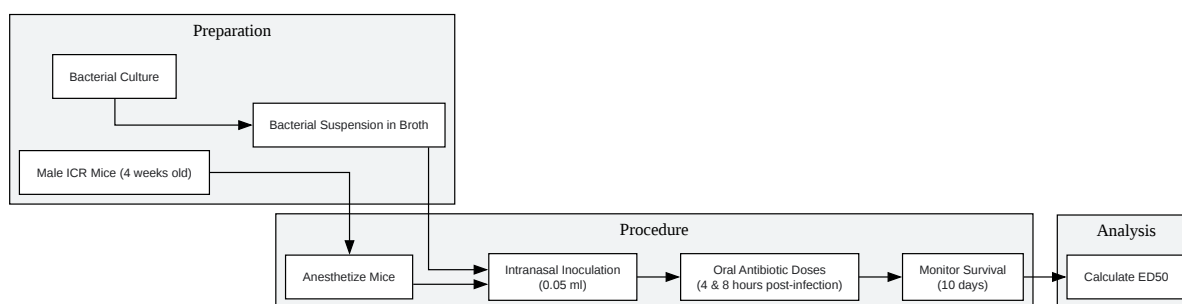 Preparation
Bacterial Culture
Bacterial Suspension in Broth
Male ICR Mice (4 weeks old)
Procedure
Anesthetize Mice
Intranasal Inoculation
(0.05 ml)
Oral Antibiotic Doses
(4 & 8 hours post-infection)
Monitor Survival
(10 days)
Analysis
Calculate ED50